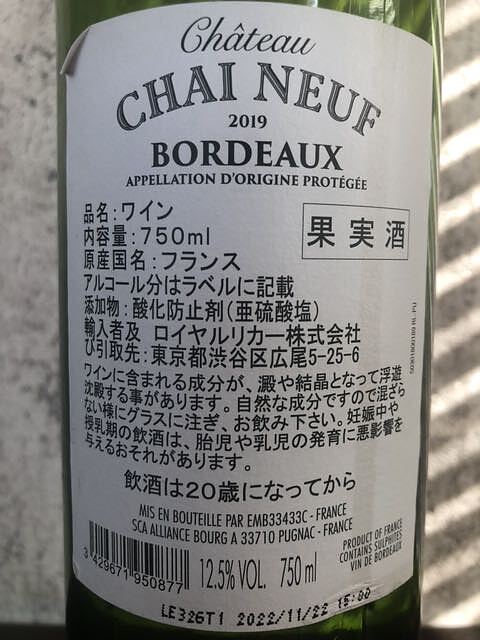 Château
CHAI NEUF
2019
BORDEAUX
APPELLATION D'ORIGINE PROTÉGÉE
品名:ワイン
内容量:750ml
果実酒
原産国名:フランス
アルコール分はラベルに記載
添加物:酸化防止剤(亜硫酸塩)
輸入者及 ロイヤルリカー株式会社
び引取先:東京都渋谷区広尾5-25-6
ワインに含まれる成分が、澱や結晶となって浮遊
沈殿する事があります。自然な成分ですので混ざら
ない様にグラスに注ぎ、お飲み下さい。妊娠中や
授乳期の飲酒は、胎児や乳児の発育に悪影響を
与えるおそれがあります。
飲酒は20歳になってから
MIS EN BOUTEILLE PAR EMB33433C - FRANCE
SCA ALLIANCE BOURG A 33710 PUGNAC - FRANCE
3 429671 950877
12.5% VOL. 750 ml
PRODUCT OF FRANCE
CONTAINS SULPHITES
VIN DE BORDEAUX
LE326T1 2022/11/22 15:00